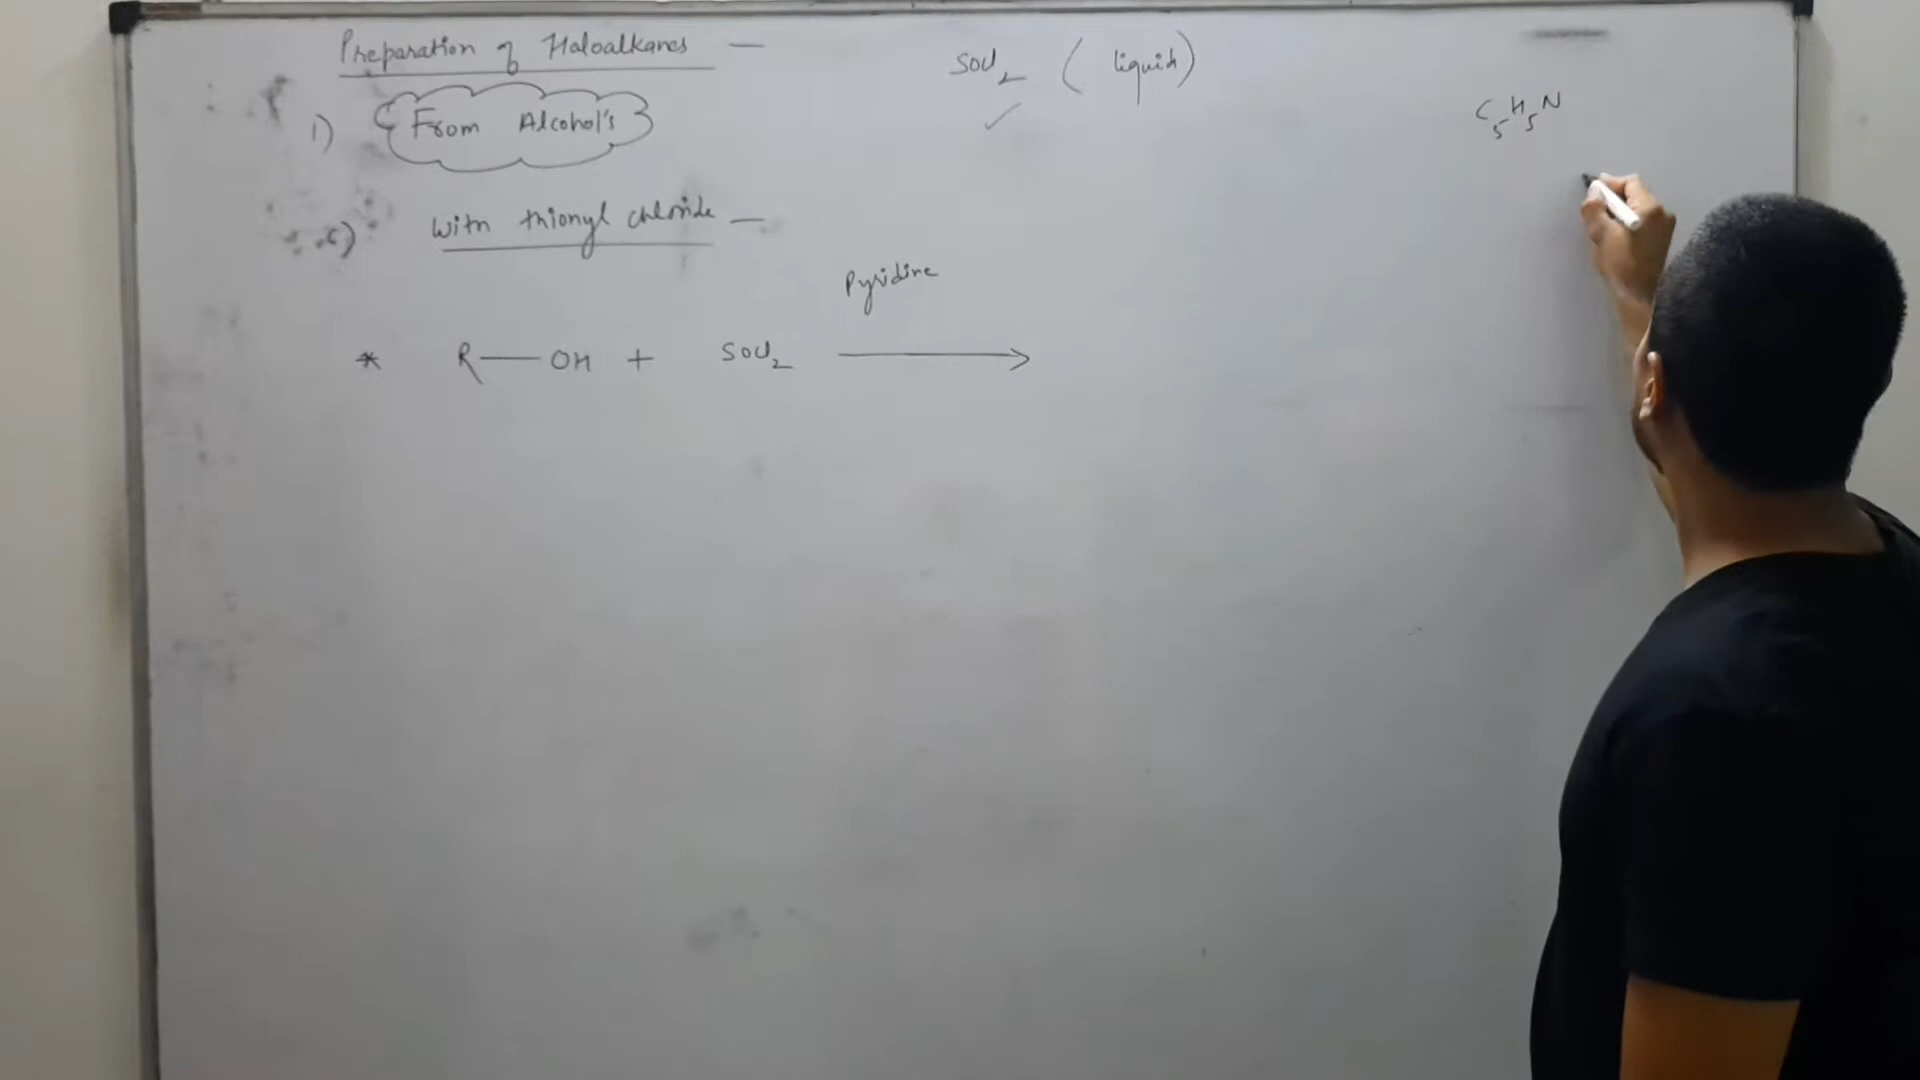 Preparation of Haloalkanes —
SOCl2 (liquid)
C5H5N
1) From Alcohol's
c) With thionyl chloride —
Pyridine
* R—OH + SOCl2 →